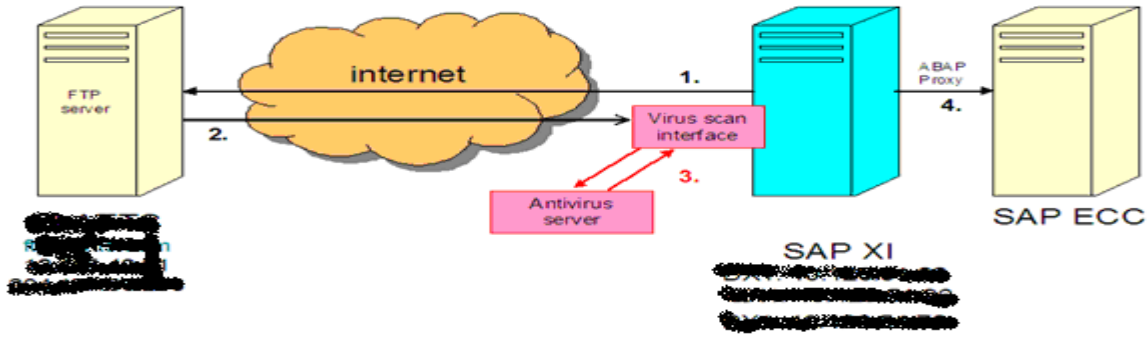 FTP
server
internet
1.
2.
Virus scan
interface
3.
Antivirus
server
ABAP
Proxy
4.
SAP XI
SAP ECC